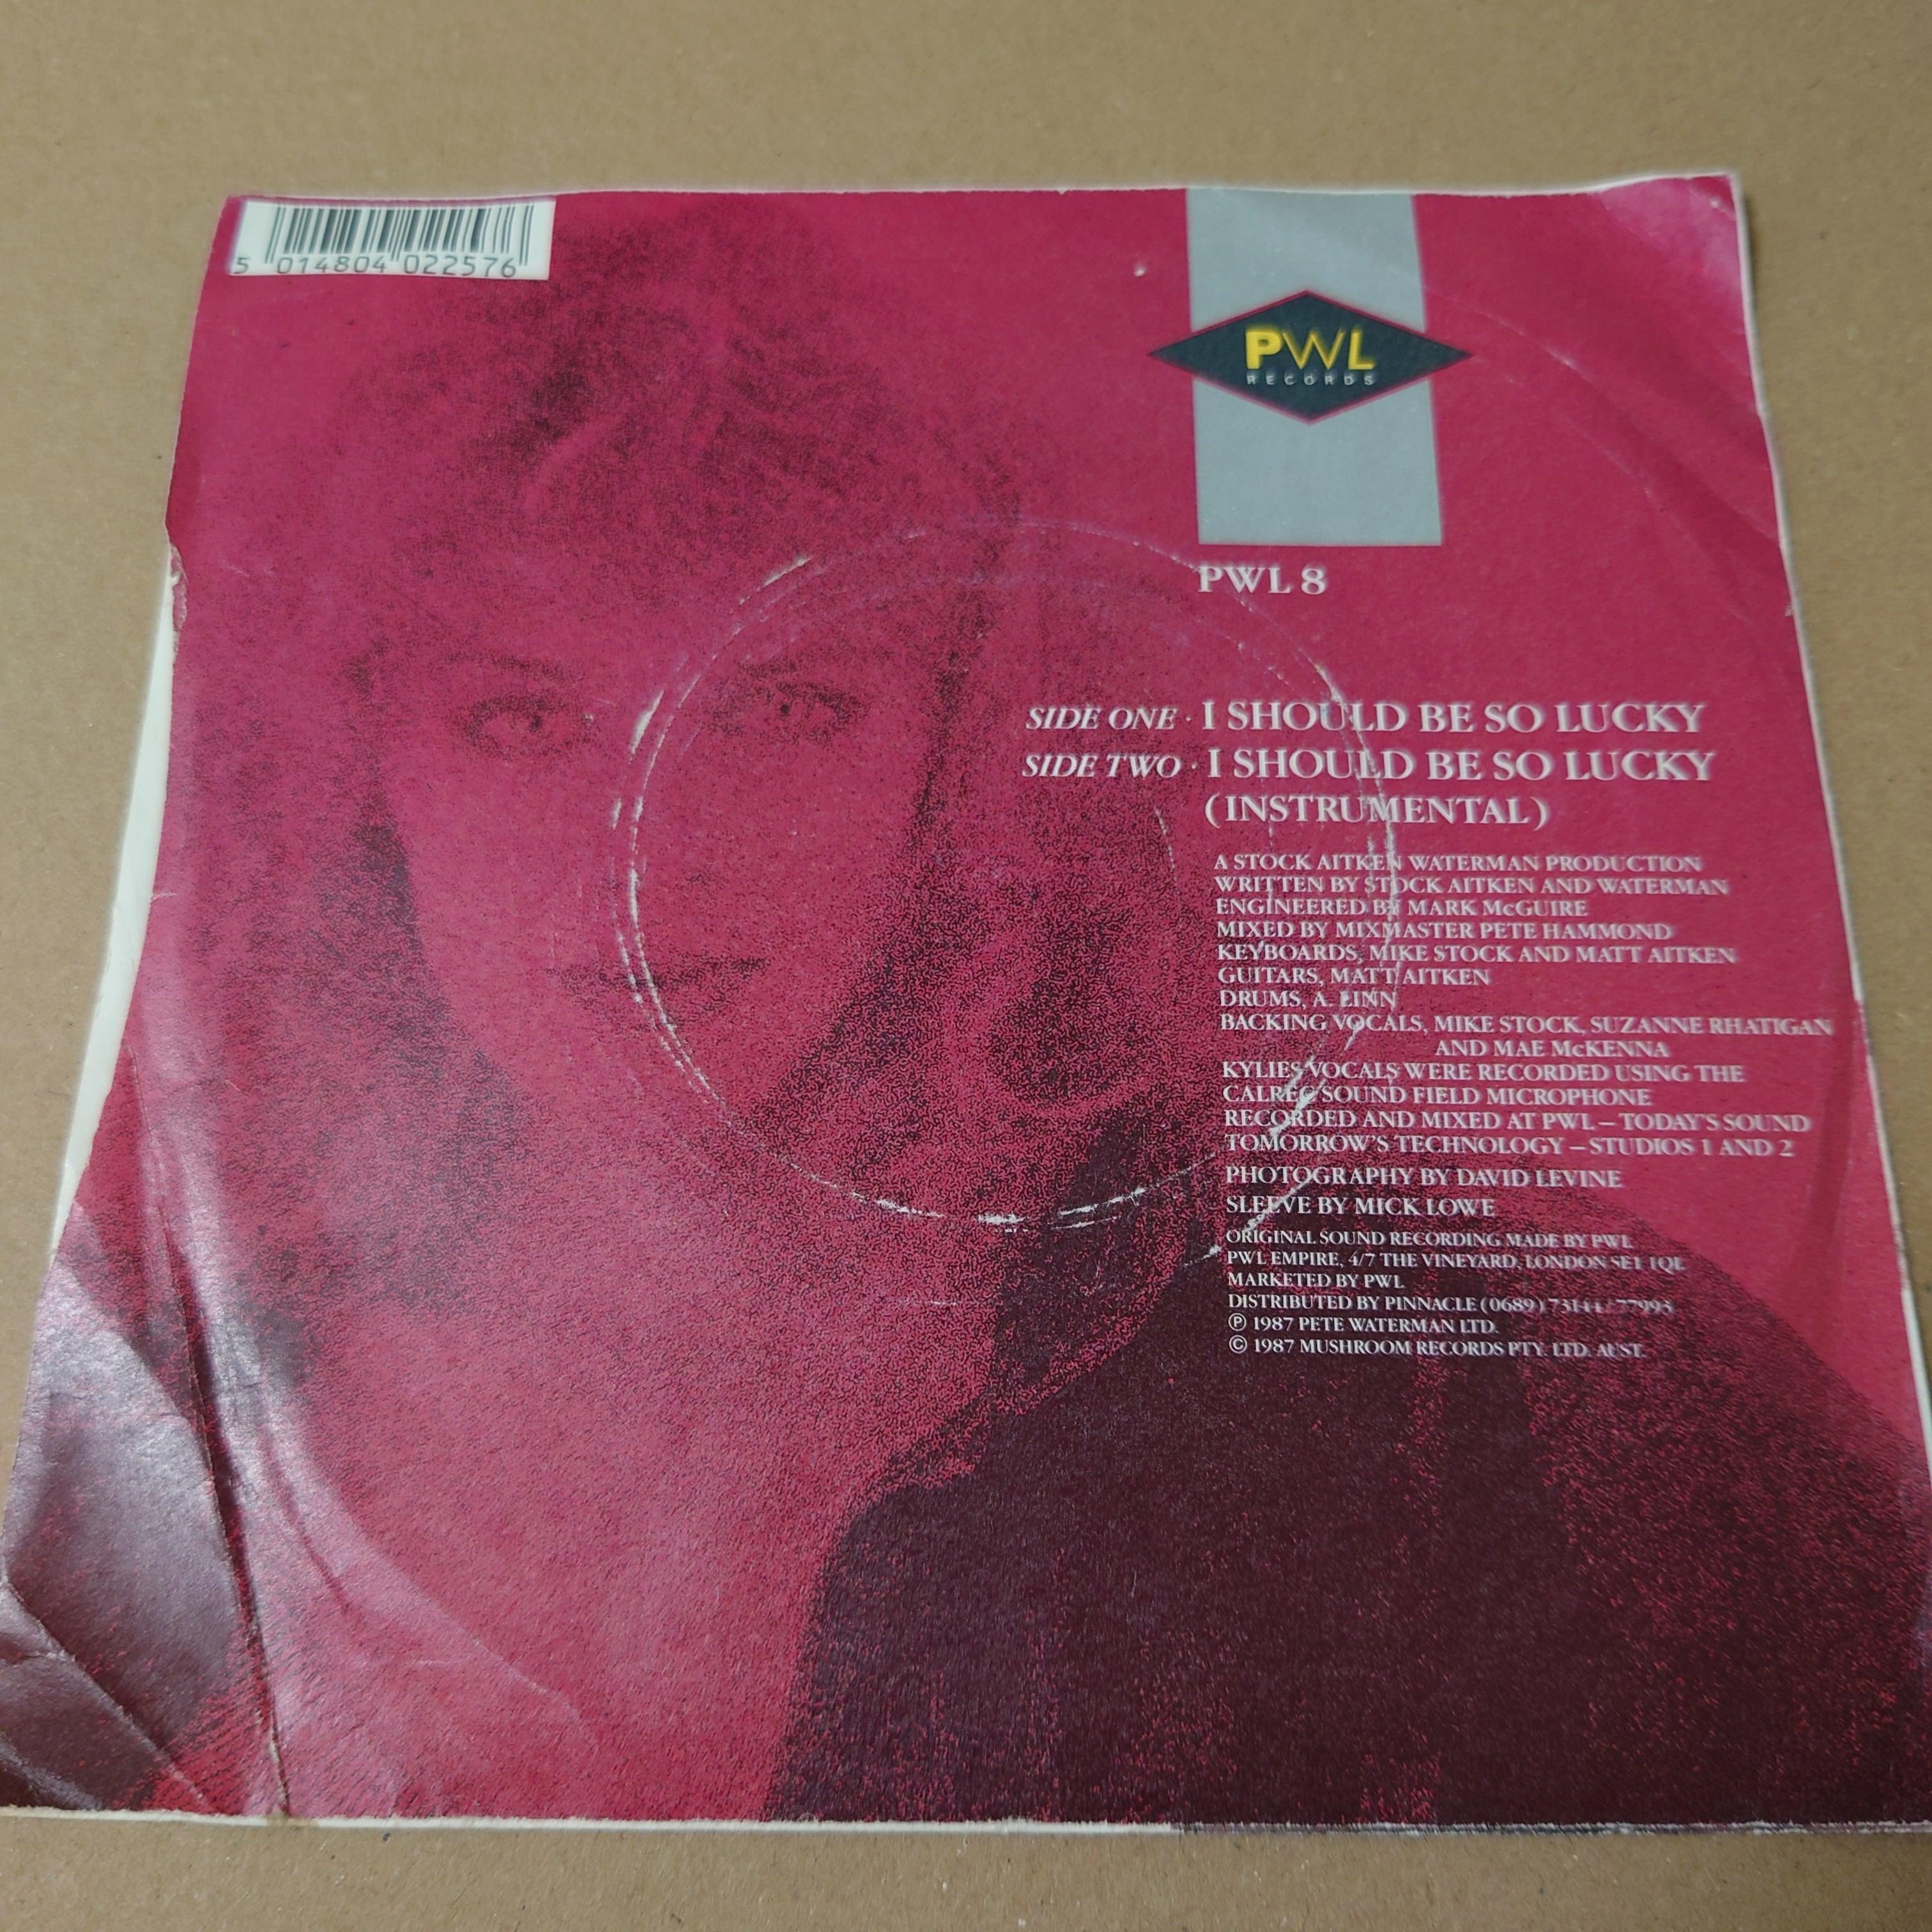 5 014804 022576
PWL
RECORDS
PWL 8
SIDE ONE · I SHOULD BE SO LUCKY
SIDE TWO · I SHOULD BE SO LUCKY
(INSTRUMENTAL)
A STOCK AITKEN WATERMAN PRODUCTION
WRITTEN BY STOCK AITKEN AND WATERMAN
ENGINEERED BY MARK McGUIRE
MIXED BY MIXMASTER PETE HAMMOND
KEYBOARDS, MIKE STOCK AND MATT AITKEN
GUITARS, MATT AITKEN
DRUMS, A. LINN
BACKING VOCALS, MIKE STOCK, SUZANNE RHATIGAN
AND MAE McKENNA
KYLIES VOCALS WERE RECORDED USING THE
CALREC SOUND FIELD MICROPHONE
RECORDED AND MIXED AT PWL – TODAY'S SOUND
TOMORROW'S TECHNOLOGY – STUDIOS 1 AND 2
PHOTOGRAPHY BY DAVID LEVINE
SLEEVE BY MICK LOWE
ORIGINAL SOUND RECORDING MADE BY PWL
PWL EMPIRE, 4/7 THE VINEYARD, LONDON SE1 1QL
MARKETED BY PWL
DISTRIBUTED BY PINNACLE (0689) 73144 / 77993
℗ 1987 PETE WATERMAN LTD.
© 1987 MUSHROOM RECORDS PTY. LTD. AUST.